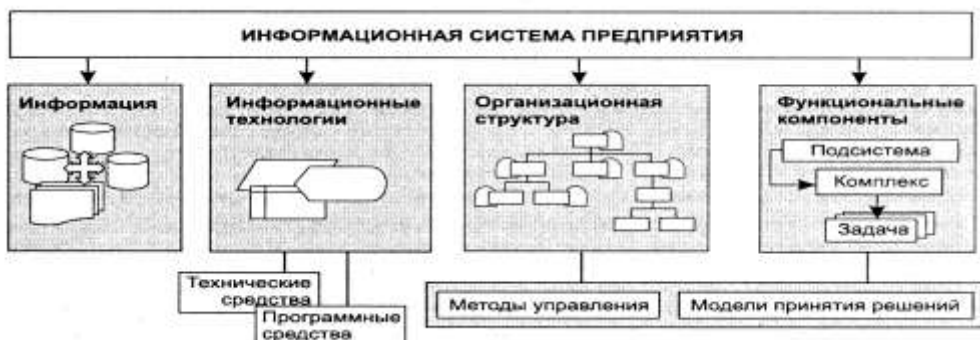 ИНФОРМАЦИОННАЯ СИСТЕМА ПРЕДПРИЯТИЯ
Информация
Информационные
технологии
Организационная
структура
Функциональные
компоненты
Подсистема
Комплекс
Задача
Технические
средства
Программные
средства
Методы управления
Модели принятия решений